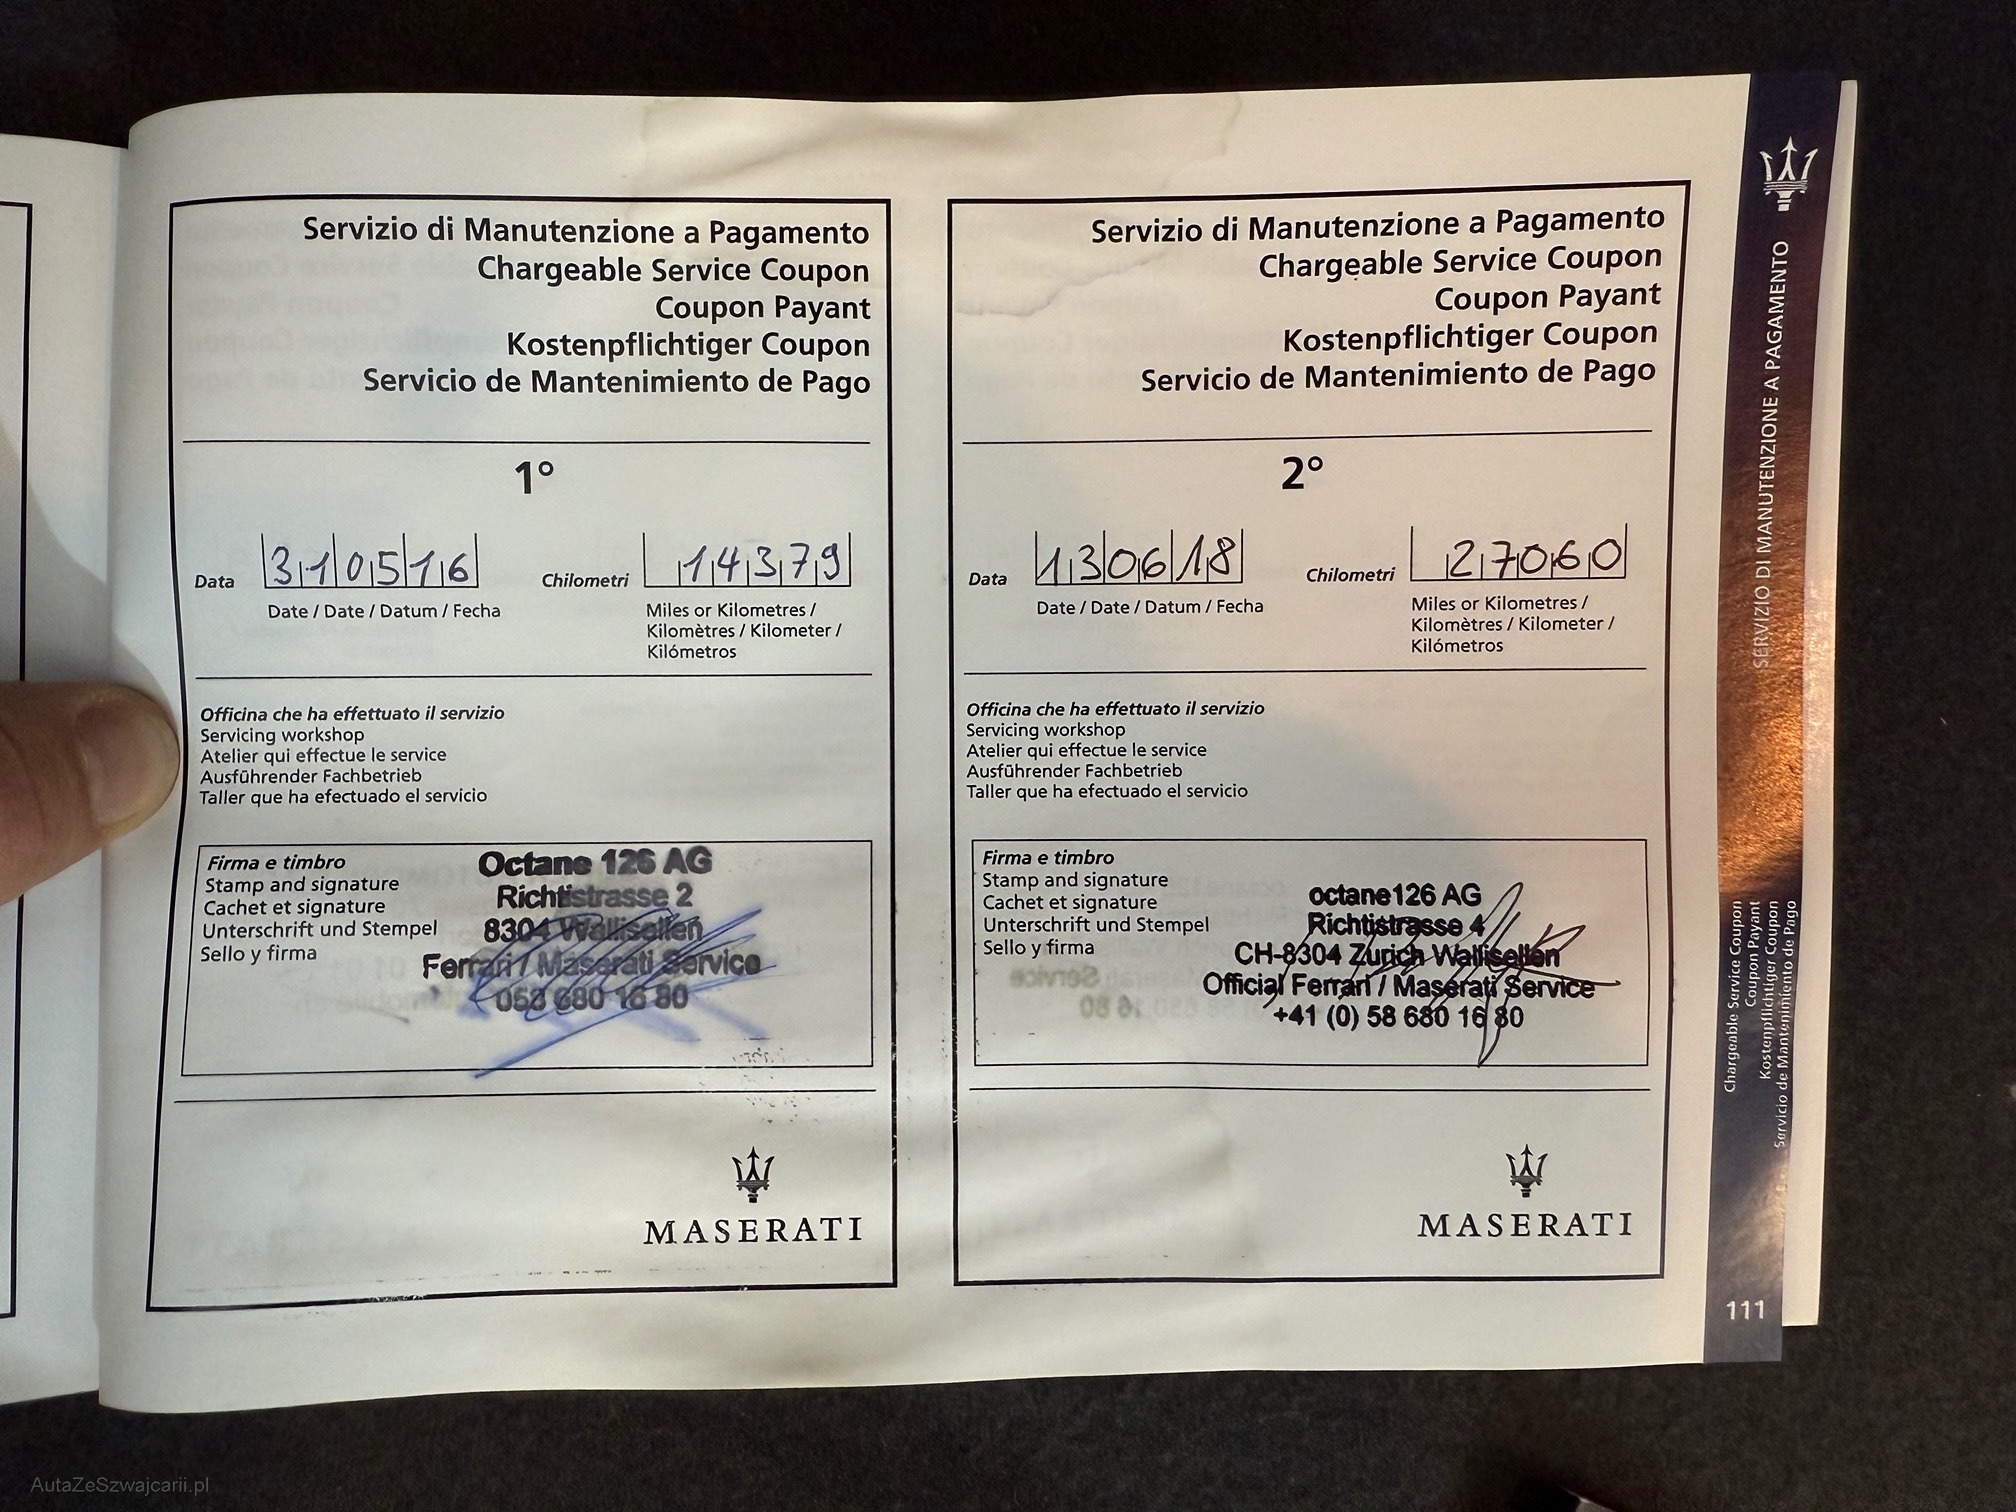 Servizio di Manutenzione a Pagamento
Chargeable Service Coupon
Coupon Payant
Kostenpflichtiger Coupon
Servicio de Mantenimiento de Pago
1°
Data 310516 Chilometri 14379
Date / Date / Datum / Fecha
Miles or Kilometres /
Kilomètres / Kilometer /
Kilómetros
Officina che ha effettuato il servizio
Servicing workshop
Atelier qui effectue le service
Ausführender Fachbetrieb
Taller que ha efectuado el servicio
Firma e timbro
Stamp and signature
Cachet et signature
Unterschrift und Stempel
Sello y firma
Octane 126 AG
Richtistrasse 2
8304 Wallisellen
Ferrari / Maserati Service
058 680 16 80
MASERATI
Servizio di Manutenzione a Pagamento
Chargeable Service Coupon
Coupon Payant
Kostenpflichtiger Coupon
Servicio de Mantenimiento de Pago
2°
Data 130618 Chilometri 27060
Date / Date / Datum / Fecha
Miles or Kilometres /
Kilomètres / Kilometer /
Kilómetros
Officina che ha effettuato il servizio
Servicing workshop
Atelier qui effectue le service
Ausführender Fachbetrieb
Taller que ha efectuado el servicio
Firma e timbro
Stamp and signature
Cachet et signature
Unterschrift und Stempel
Sello y firma
octane126 AG
Richtistrasse 4
CH-8304 Zurich Wallisellen
Official Ferrari / Maserati Service
+41 (0) 58 680 16 80
MASERATI
SERVIZIO DI MANUTENZIONE A PAGAMENTO
Chargeable Service Coupon
Coupon Payant
Kostenpflichtiger Coupon
Servicio de Mantenimiento de Pago
111
AutaZeSzwajcarii.pl